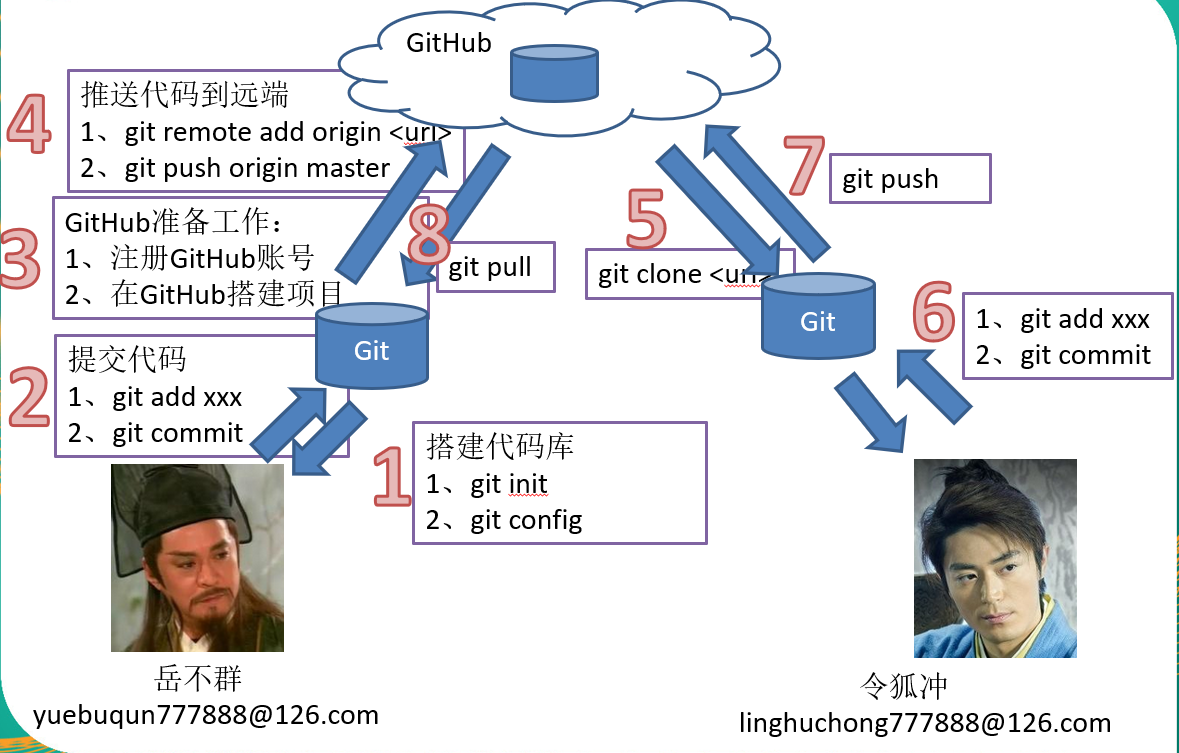 GitHub
4
推送代码到远端
1、git remote add origin <url>
2、git push origin master
3
GitHub准备工作：
1、注册GitHub账号
2、在GitHub搭建项目
2
提交代码
1、git add xxx
2、git commit
Git
8
git pull
1
搭建代码库
1、git init
2、git config
5
git clone <url>
7
git push
Git
6
1、git add xxx
2、git commit
岳不群
yuebuqun777888@126.com
令狐冲
linghuchong777888@126.com